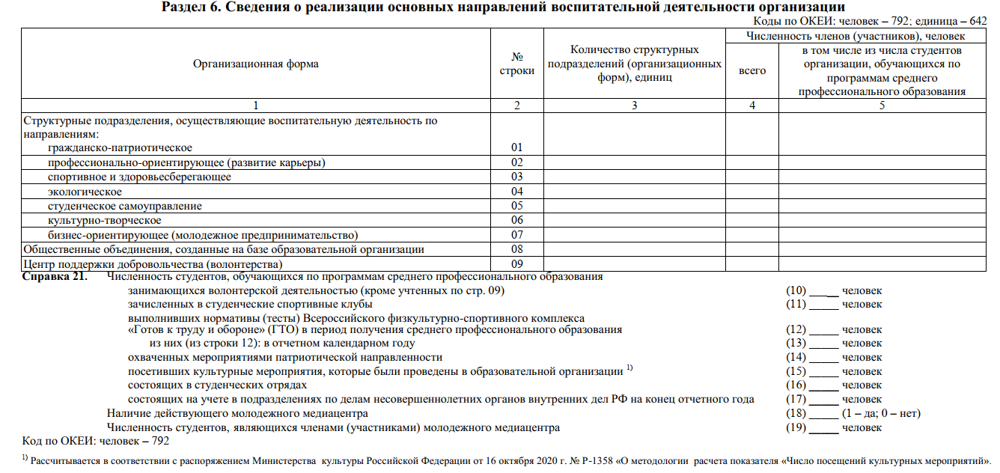 Раздел 6. Сведения о реализации основных направлений воспитательной деятельности организации
Коды по ОКЕИ: человек – 792; единица – 642
Организационная форма
№ строки
Количество структурных подразделений (организационных форм), единиц
Численность членов (участников), человек
всего
в том числе из числа студентов организации, обучающихся по программам среднего профессионального образования
1 2 3 4 5
Структурные подразделения, осуществляющие воспитательную деятельность по
направлениям:
гражданско-патриотическое 01
профессионально-ориентирующее (развитие карьеры) 02
спортивное и здоровьесберегающее 03
экологическое 04
студенческое самоуправление 05
культурно-творческое 06
бизнес-ориентирующее (молодежное предпринимательство) 07
Общественные объединения, созданные на базе образовательной организации 08
Центр поддержки добровольчества (волонтерства) 09
Справка 21. Численность студентов, обучающихся по программам среднего профессионального образования
занимающихся волонтерской деятельностью (кроме учтенных по стр. 09) (10) _____ человек
зачисленных в студенческие спортивные клубы (11) _____ человек
выполнивших нормативы (тесты) Всероссийского физкультурно-спортивного комплекса
«Готов к труду и обороне» (ГТО) в период получения среднего профессионального образования (12) _____ человек
из них (из строки 12): в отчетном календарном году (13) _____ человек
охваченных мероприятиями патриотической направленности (14) _____ человек
посетивших культурные мероприятия, которые были проведены в образовательной организации 1) (15) _____ человек
состоящих в студенческих отрядах (16) _____ человек
состоящих на учете в подразделениях по делам несовершеннолетних органов внутренних дел РФ на конец отчетного года (17) _____ человек
Наличие действующего молодежного медиацентра (18) _____ (1 – да; 0 – нет)
Численность студентов, являющихся членами (участниками) молодежного медиацентра (19) _____ человек
Код по ОКЕИ: человек – 792
1) Рассчитывается в соответствии с распоряжением Министерства культуры Российской Федерации от 16 октября 2020 г. № Р-1358 «О методологии расчета показателя «Число посещений культурных мероприятий».